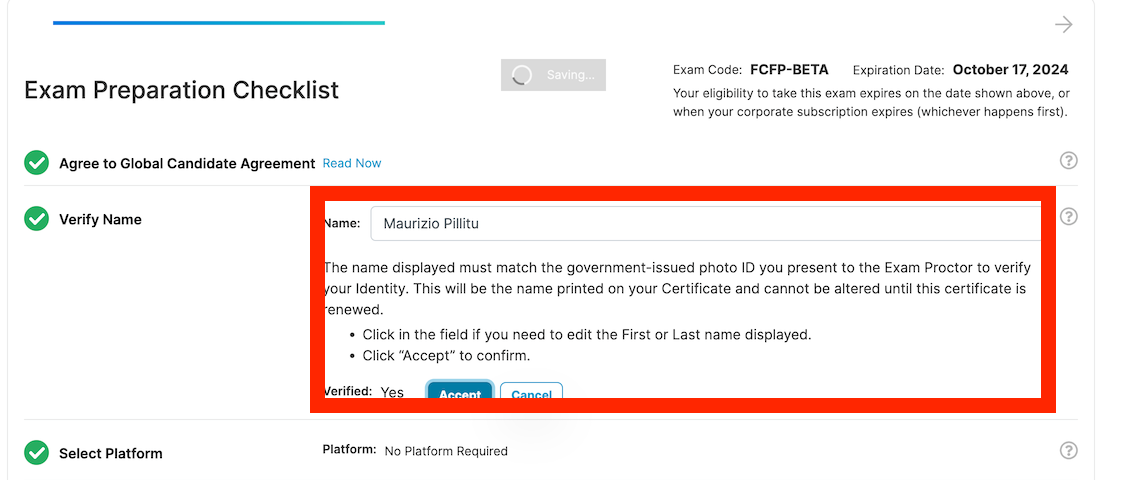 Saving...
Exam Code: FCFP-BETA Expiration Date: October 17, 2024
Exam Preparation Checklist
Your eligibility to take this exam expires on the date shown above, or
when your corporate subscription expires (whichever happens first).
Agree to Global Candidate Agreement Read Now
?
Verify Name
Name: Maurizio Pillitu
?
The name displayed must match the government-issued photo ID you present to the Exam Proctor to verify
your Identity. This will be the name printed on your Certificate and cannot be altered until this certificate is
renewed.
• Click in the field if you need to edit the First or Last name displayed.
• Click “Accept” to confirm.
Verified: Yes Accept Cancel
Select Platform
Platform: No Platform Required
?